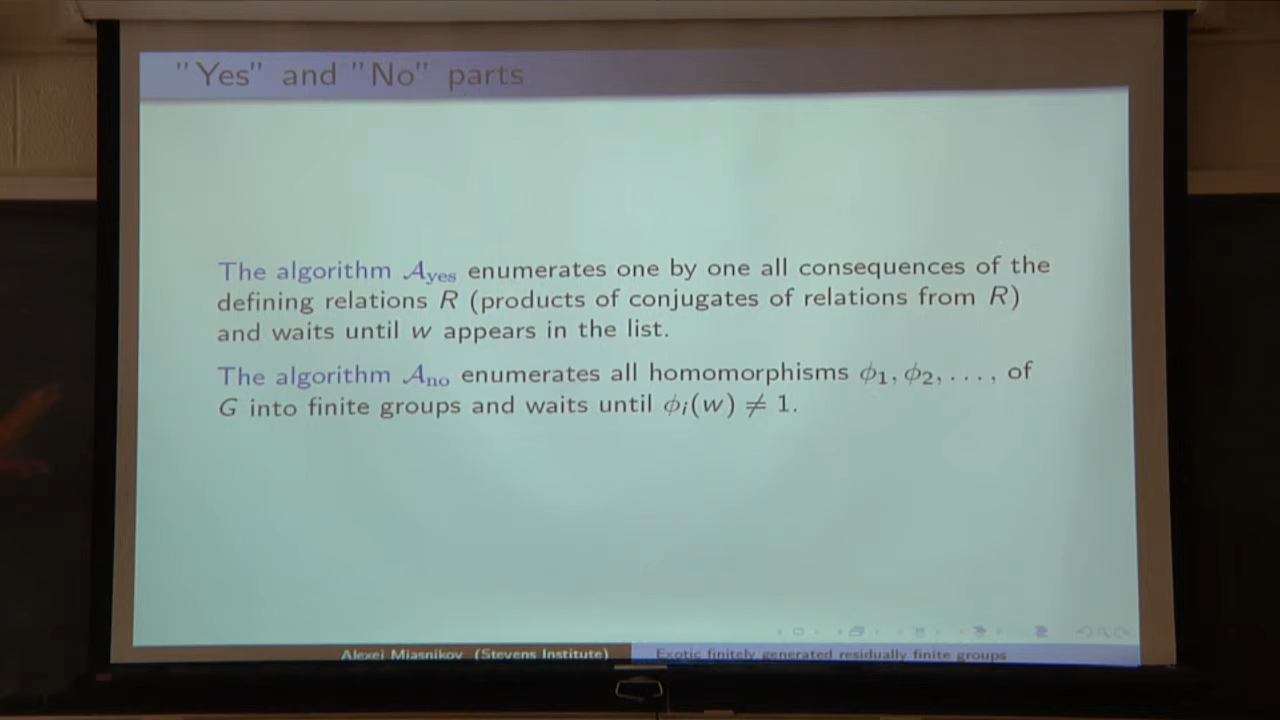 "Yes" and "No" parts
The algorithm 𝒜yes enumerates one by one all consequences of the
defining relations R (products of conjugates of relations from R)
and waits until w appears in the list.
The algorithm 𝒜no enumerates all homomorphisms ϕ₁, ϕ₂, . . . , of
G into finite groups and waits until ϕᵢ(w) ≠ 1.
Alexei Miasnikov (Stevens Institute)
Exotic finitely generated residually finite groups